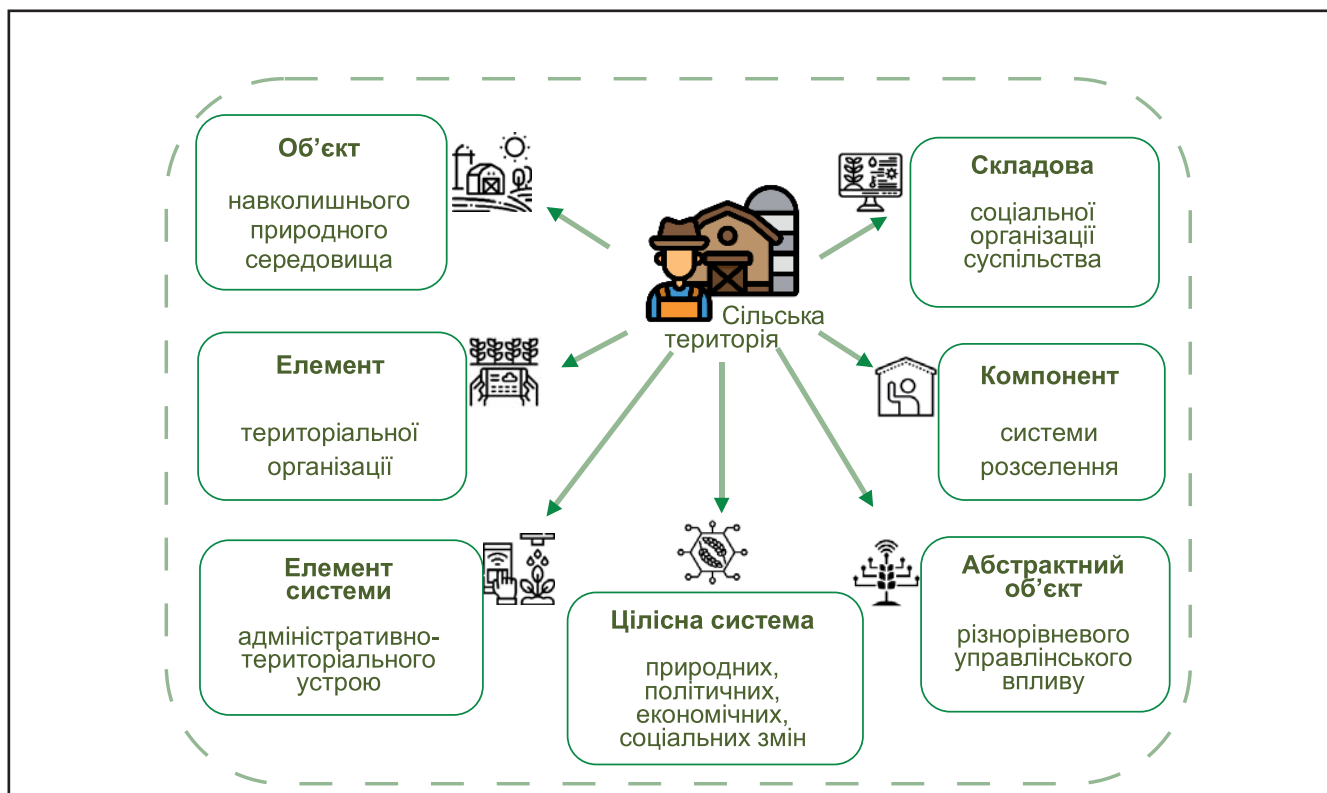 Об’єкт
навколишнього
природного
середовища
Складова
соціальної
організації
суспільства
Сільська
територія
Елемент
територіальної
організації
Компонент
системи
розселення
Елемент
системи
адміністративно-
територіального
устрою
Цілісна система
природних,
політичних,
економічних,
соціальних змін
Абстрактний
об’єкт
різнорівневого
управлінського
впливу